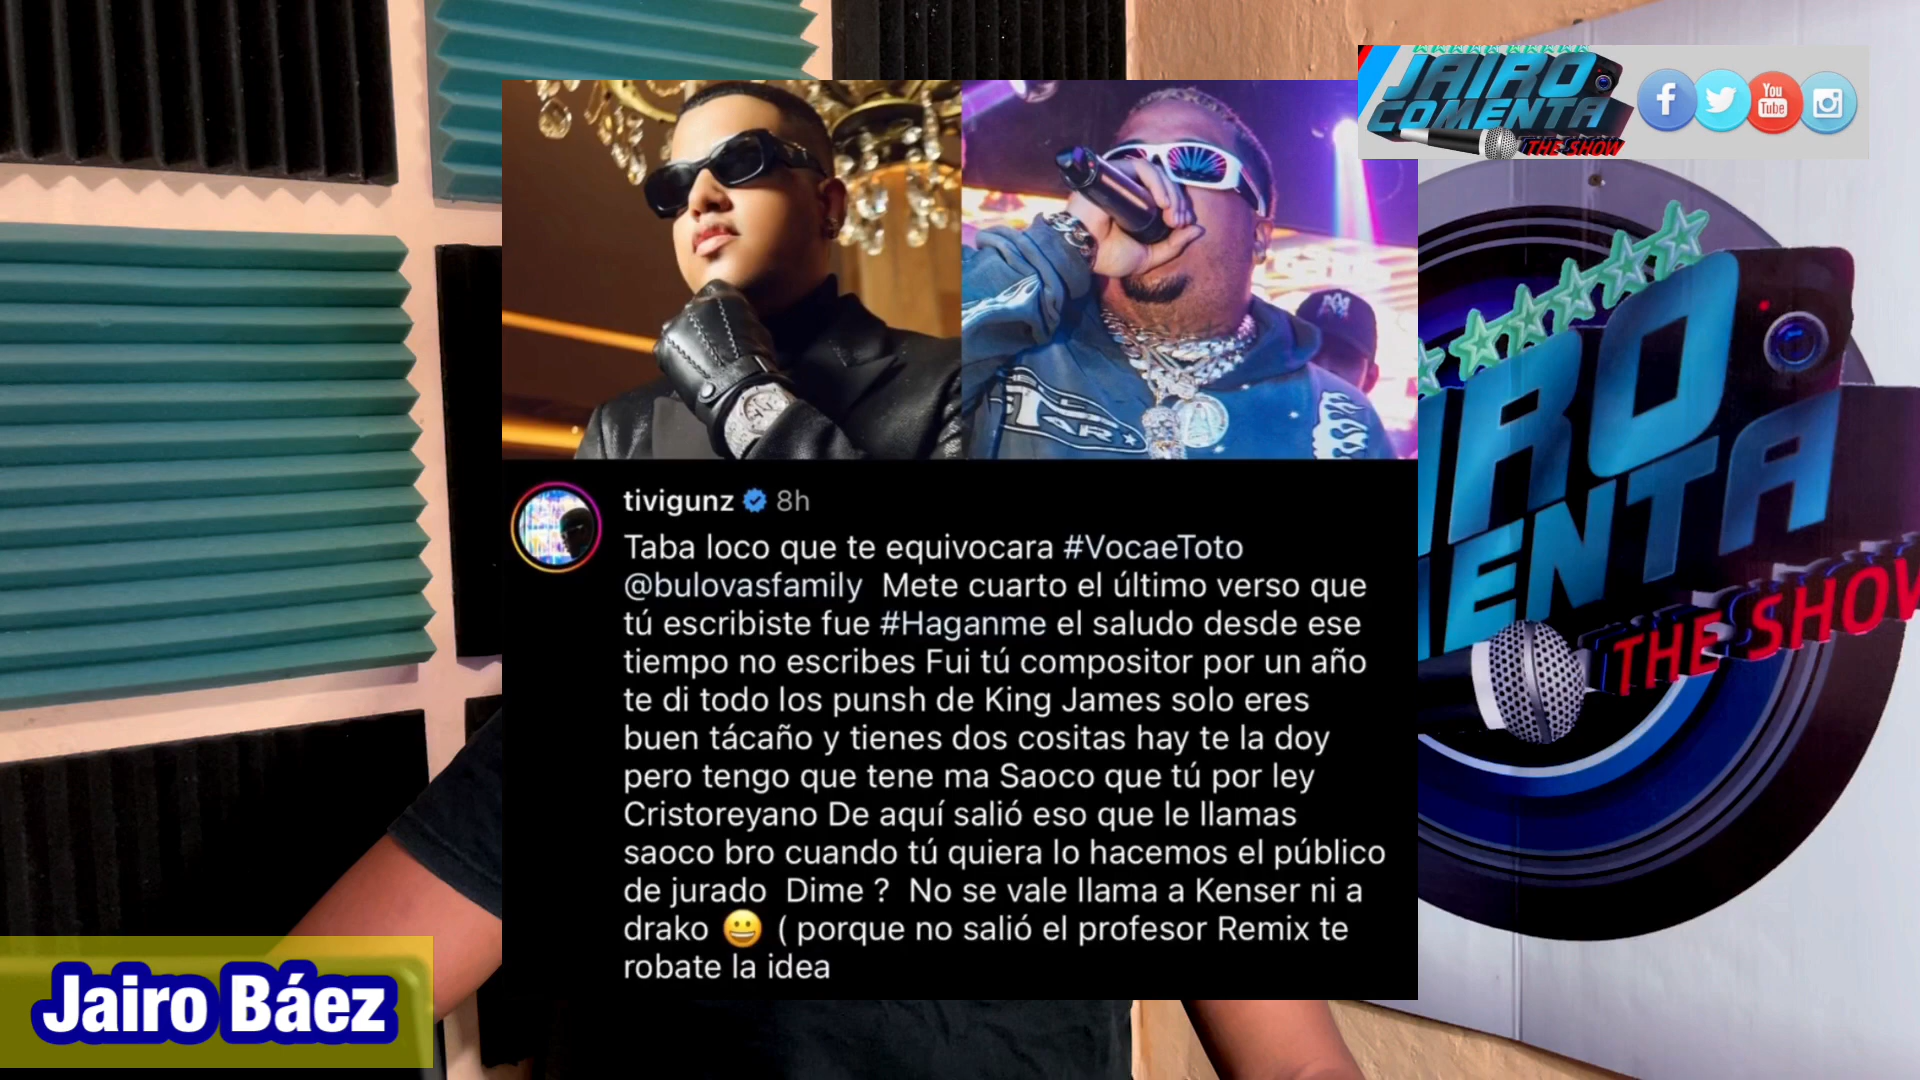 JAIRO
COMENTA
THE SHOW
f
You
Tube
tivigunz 8h
Taba loco que te equivocara #VocaeToto
@bulovasfamily Mete cuarto el último verso que
tú escribiste fue #Haganme el saludo desde ese
tiempo no escribes Fui tú compositor por un año
te di todo los punsh de King James solo eres
buen tácaño y tienes dos cositas hay te la doy
pero tengo que tene ma Saoco que tú por ley
Cristoreyano De aquí salió eso que le llamas
saoco bro cuando tú quiera lo hacemos el público
de jurado Dime ? No se vale llama a Kenser ni a
drako 😀 ( porque no salió el profesor Remix te
robate la idea
IRO
MENTA
THE SHOW
Jairo Báez